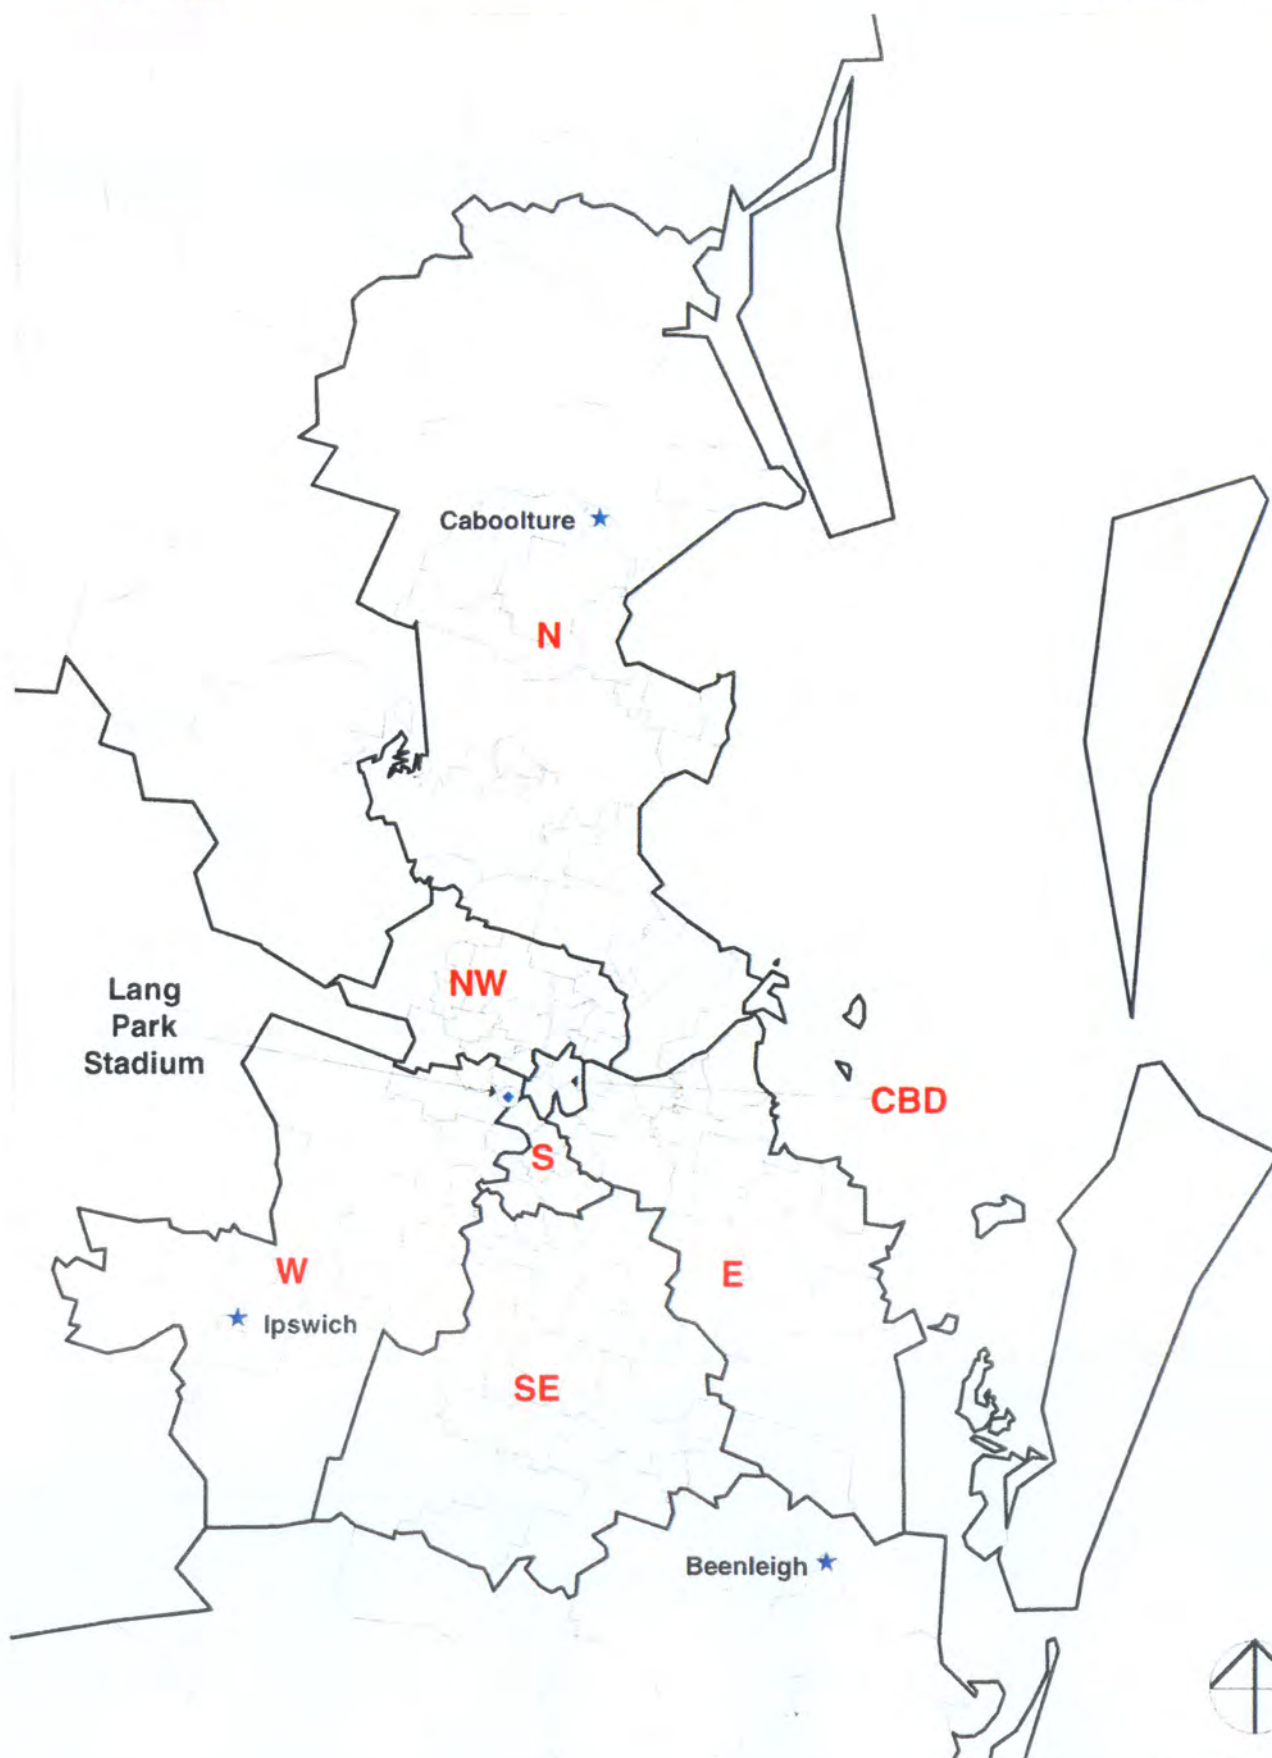 Caboolture
N
NW
Lang
Park
Stadium
CBD
S
W
E
Ipswich
SE
Beenleigh